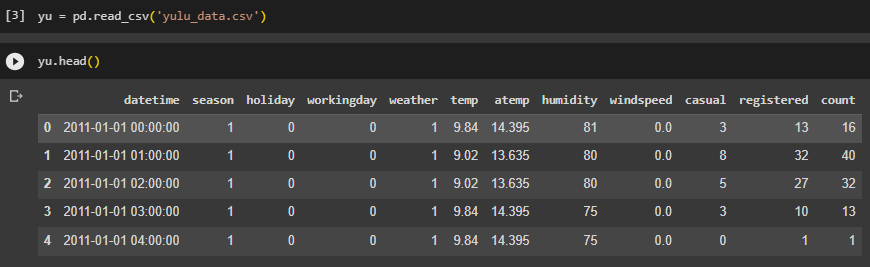 [3] yu = pd.read_csv('yulu_data.csv')
yu.head()
datetime season holiday workingday weather temp atemp humidity windspeed casual registered count
0 2011-01-01 00:00:00 1 0 0 1 9.84 14.395 81 0.0 3 13 16
1 2011-01-01 01:00:00 1 0 0 1 9.02 13.635 80 0.0 8 32 40
2 2011-01-01 02:00:00 1 0 0 1 9.02 13.635 80 0.0 5 27 32
3 2011-01-01 03:00:00 1 0 0 1 9.84 14.395 75 0.0 3 10 13
4 2011-01-01 04:00:00 1 0 0 1 9.84 14.395 75 0.0 0 1 1